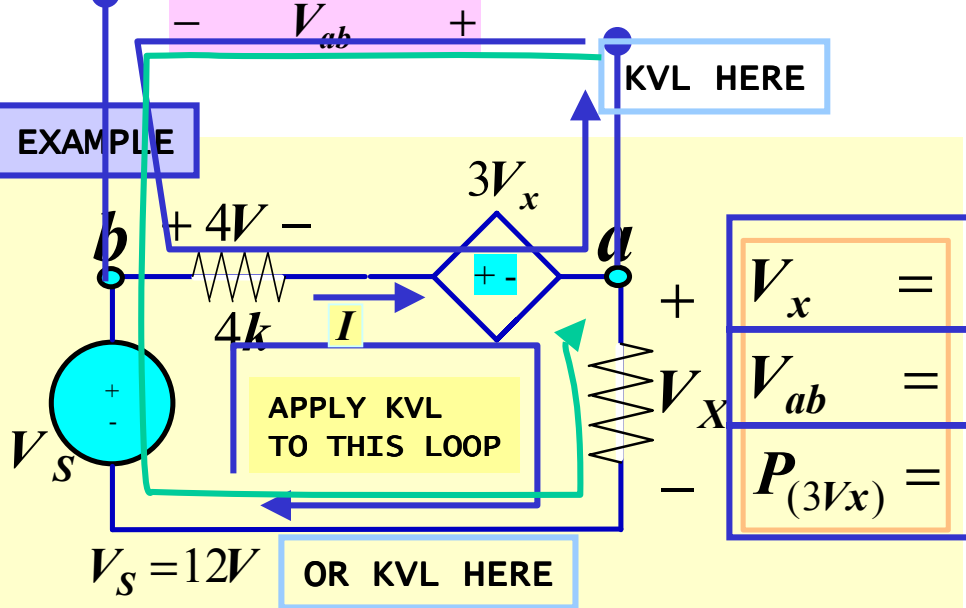 − V_ab +
KVL HERE
EXAMPLE
3V_x
b + 4V − a
+ -
4k I
+
V_x =
+
-
V_S
APPLY KVL
TO THIS LOOP
V_X
V_ab =
−
P_(3Vx) =
V_S =12V
OR KVL HERE